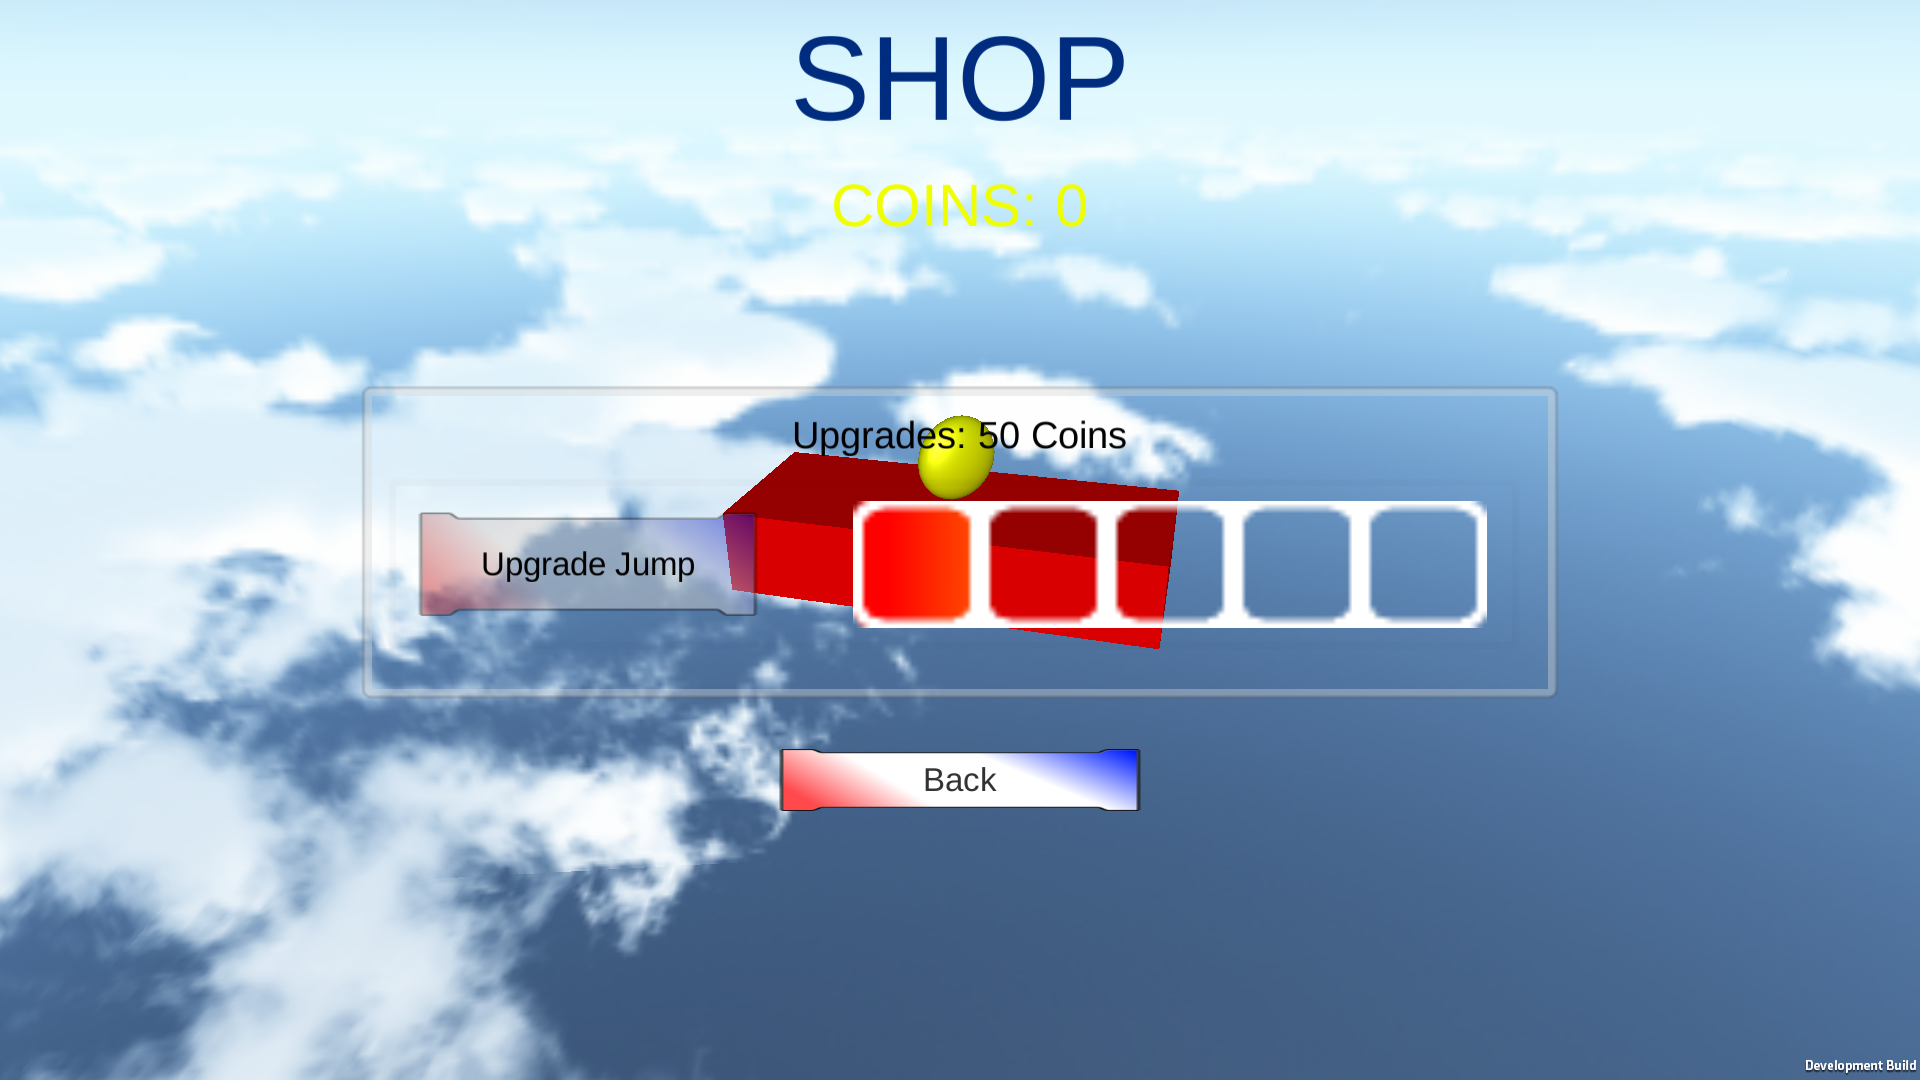 SHOP
COINS: 0
Upgrades: 50 Coins
Upgrade Jump
Back
Development Build